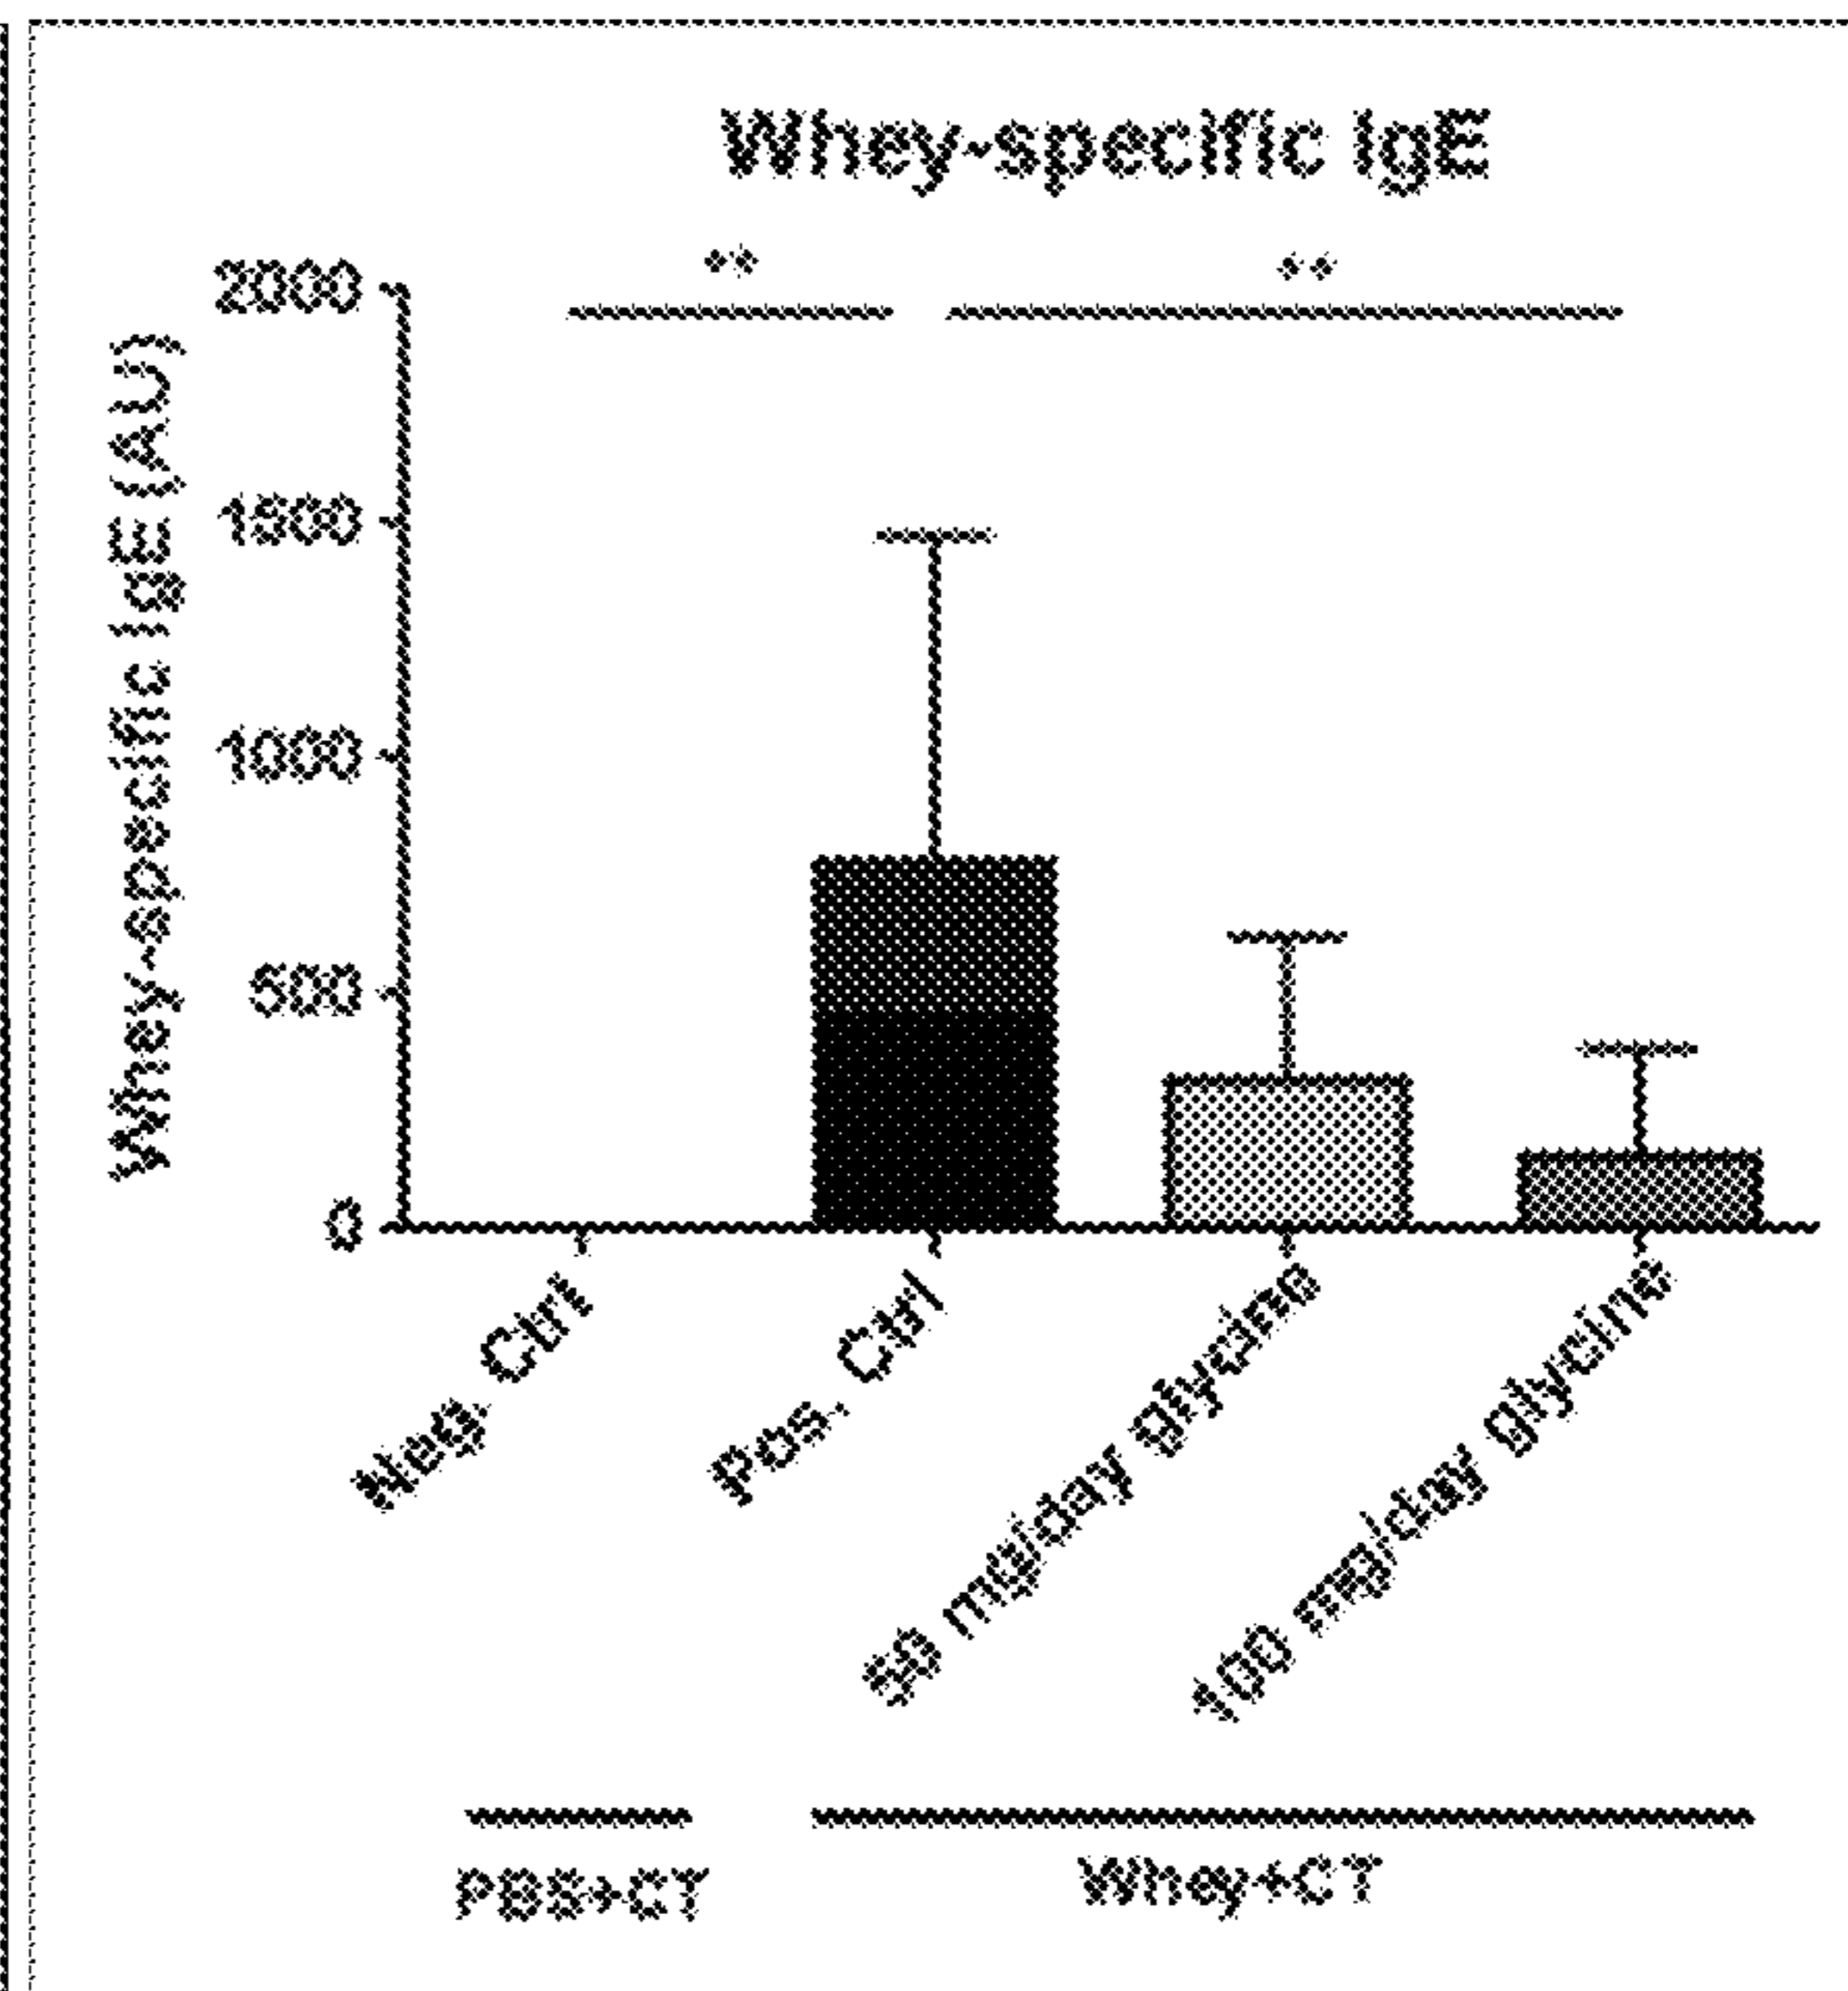 Whey-specific IgE
** **
Whey-specific IgE (AU)
2000
1500
1000
500
0
Neg. Ctrl
Pos. Ctrl
50 mg/day glycine
100 mg/day glycine
PBS+CT
Whey+CT